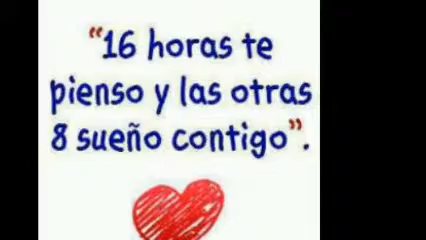 "16 horas te
pienso y las otras
8 sueño contigo".